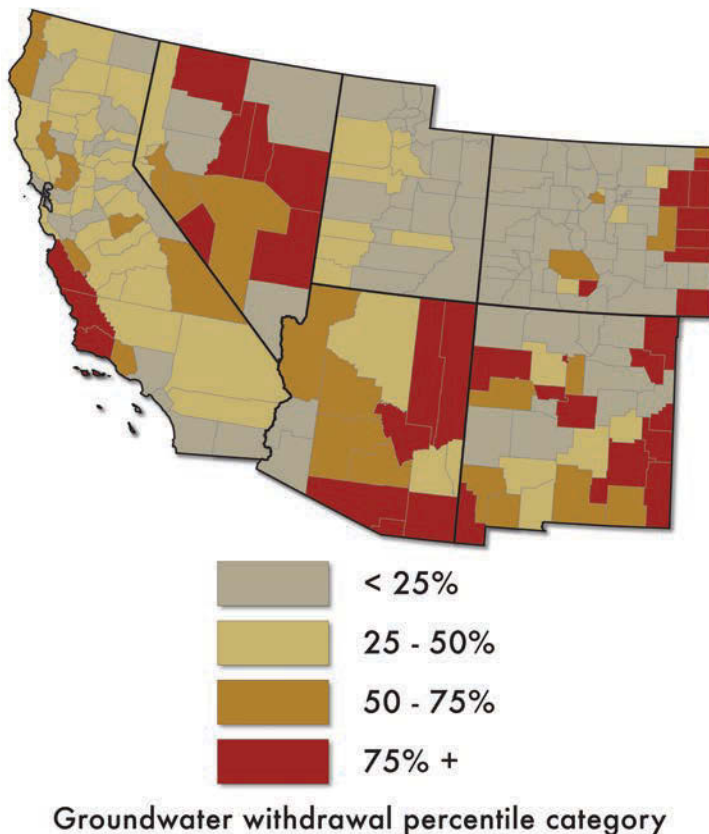 < 25%
25 - 50%
50 - 75%
75% +
Groundwater withdrawal percentile category